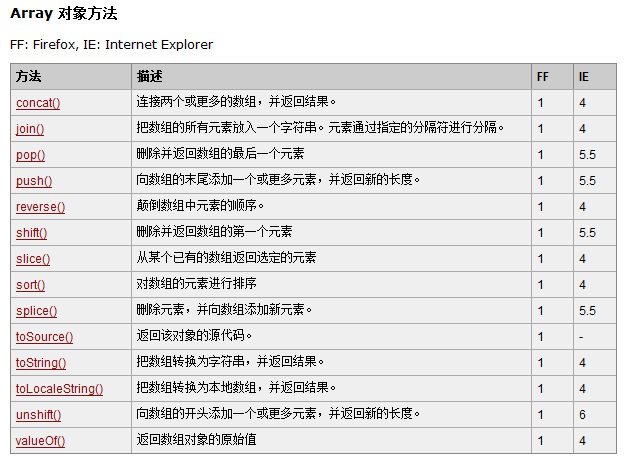 Array 对象方法
FF: Firefox, IE: Internet Explorer
方法 描述 FF IE
concat() 连接两个或更多的数组，并返回结果。 1 4
join() 把数组的所有元素放入一个字符串。元素通过指定的分隔符进行分隔。 1 4
pop() 删除并返回数组的最后一个元素 1 5.5
push() 向数组的末尾添加一个或更多元素，并返回新的长度。 1 5.5
reverse() 颠倒数组中元素的顺序。 1 4
shift() 删除并返回数组的第一个元素 1 5.5
slice() 从某个已有的数组返回选定的元素 1 4
sort() 对数组的元素进行排序 1 4
splice() 删除元素，并向数组添加新元素。 1 5.5
toSource() 返回该对象的源代码。 1 -
toString() 把数组转换为字符串，并返回结果。 1 4
toLocaleString() 把数组转换为本地数组，并返回结果。 1 4
unshift() 向数组的开头添加一个或更多元素，并返回新的长度。 1 6
valueOf() 返回数组对象的原始值 1 4